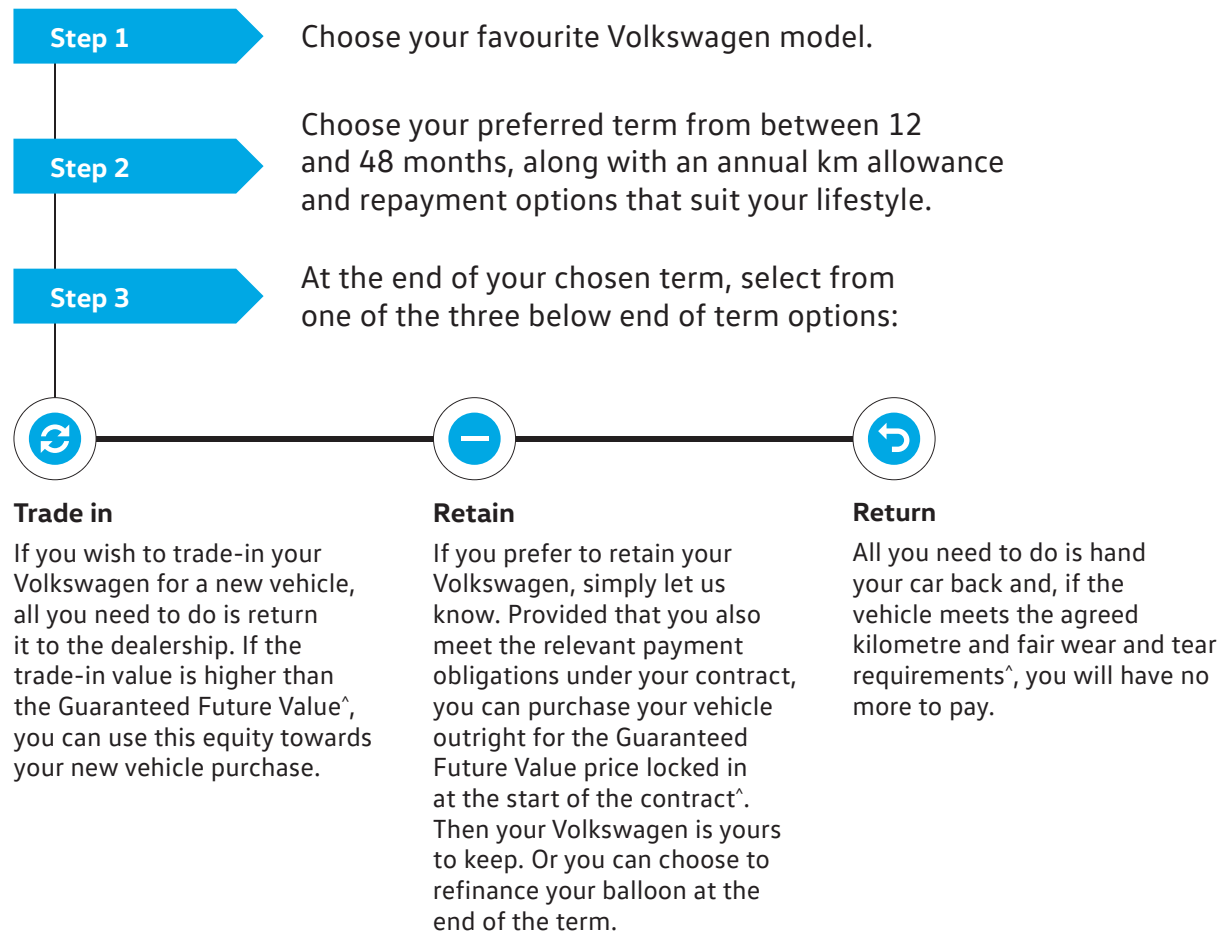 Step 1
Choose your favourite Volkswagen model.
Step 2
Choose your preferred term from between 12
and 48 months, along with an annual km allowance
and repayment options that suit your lifestyle.
Step 3
At the end of your chosen term, select from
one of the three below end of term options:
Trade in
If you wish to trade-in your
Volkswagen for a new vehicle,
all you need to do is return
it to the dealership. If the
trade-in value is higher than
the Guaranteed Future Value^,
you can use this equity towards
your new vehicle purchase.
Retain
If you prefer to retain your
Volkswagen, simply let us
know. Provided that you also
meet the relevant payment
obligations under your contract,
you can purchase your vehicle
outright for the Guaranteed
Future Value price locked in
at the start of the contract^.
Then your Volkswagen is yours
to keep. Or you can choose to
refinance your balloon at the
end of the term.
Return
All you need to do is hand
your car back and, if the
vehicle meets the agreed
kilometre and fair wear and tear
requirements^, you will have no
more to pay.